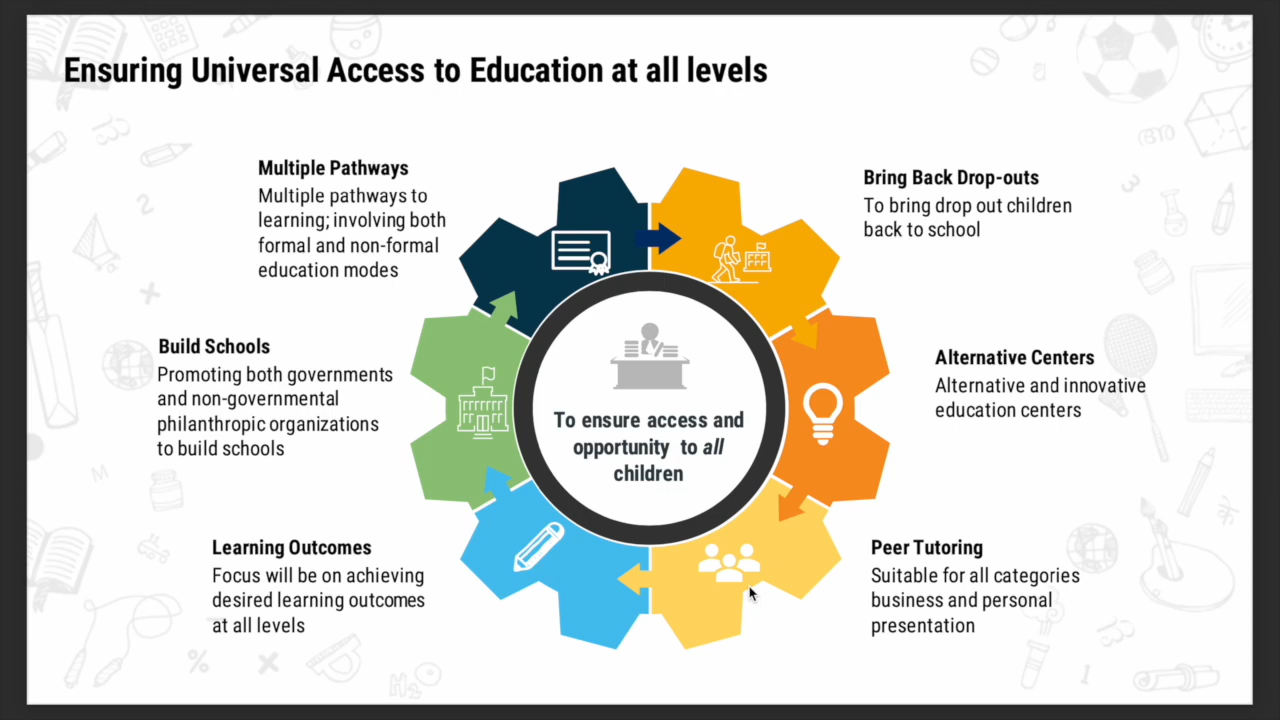 Ensuring Universal Access to Education at all levels
Multiple Pathways
Multiple pathways to
learning; involving both
formal and non-formal
education modes
Bring Back Drop-outs
To bring drop out children
back to school
Build Schools
Promoting both governments
and non-governmental
philanthropic organizations
to build schools
Alternative Centers
Alternative and innovative
education centers
To ensure access and
opportunity to all
children
Learning Outcomes
Focus will be on achieving
desired learning outcomes
at all levels
Peer Tutoring
Suitable for all categories
business and personal
presentation
2
3
M
%
H2O
1